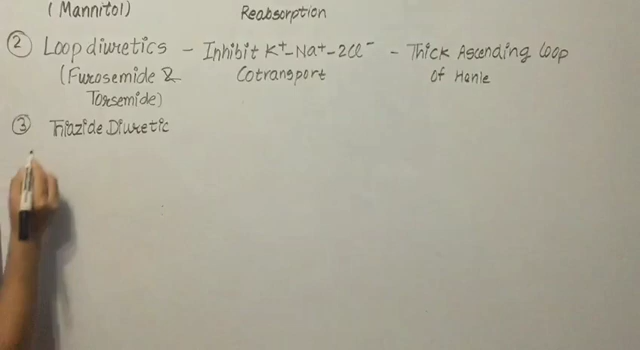 (Mannitol) Reabsorption
② Loop diuretics - Inhibit K+-Na+-2Cl- - Thick Ascending loop
(Furosemide & Cotransport of Henle
Torsemide)
③ Thiazide Diuretic